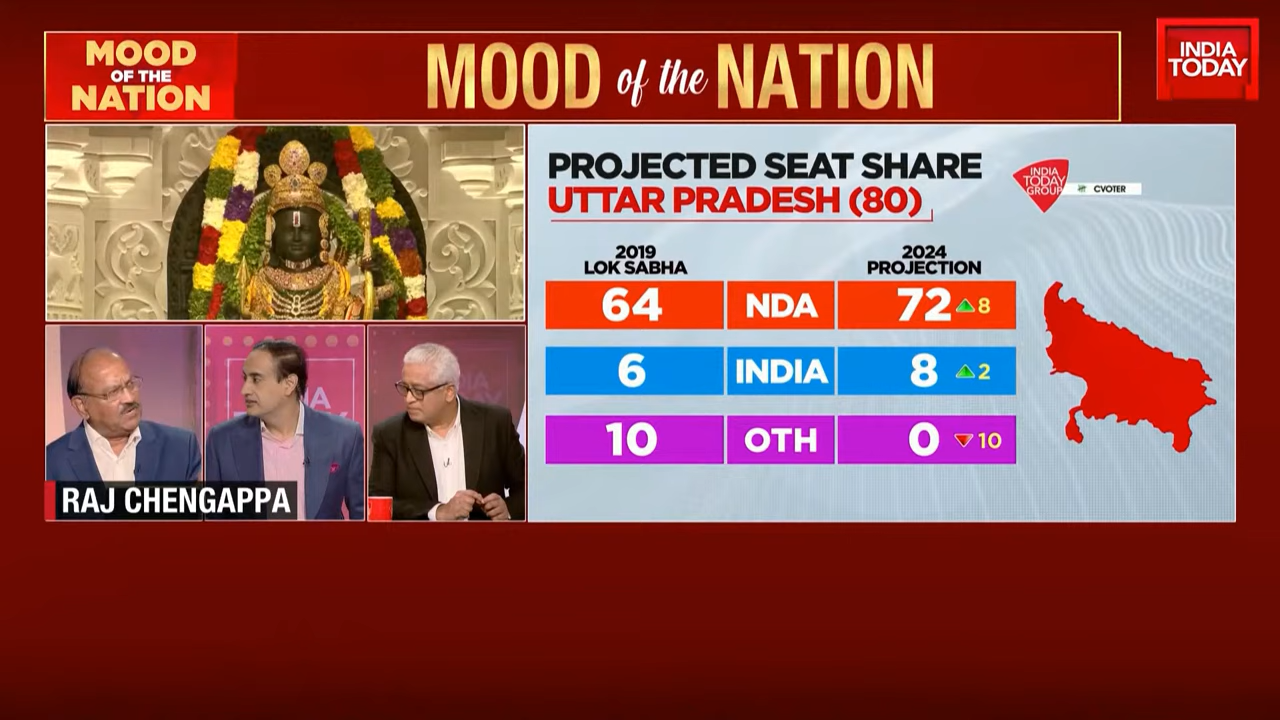 MOOD
OF THE
NATION
MOOD of the NATION
INDIA
TODAY
PROJECTED SEAT SHARE
UTTAR PRADESH (80)
INDIA
TODAY
GROUP
CVOTER
2019
LOK SABHA
2024
PROJECTION
64 NDA 72 8
6 INDIA 8 2
10 OTH 0 10
RAJ CHENGAPPA